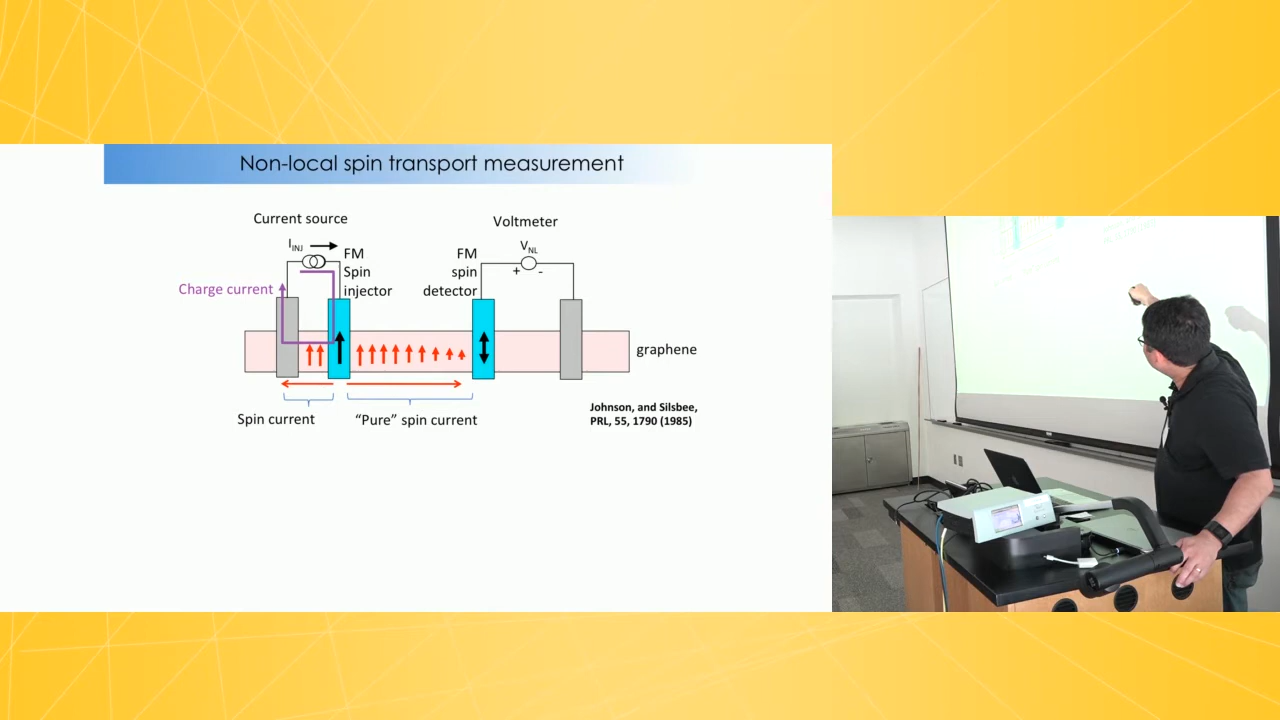 Non-local spin transport measurement
Current source
Voltmeter
I_INJ
V_NL
+ -
FM
Spin
injector
FM
spin
detector
Charge current
graphene
Spin current
“Pure” spin current
Johnson, and Silsbee,
PRL, 55, 1790 (1985)